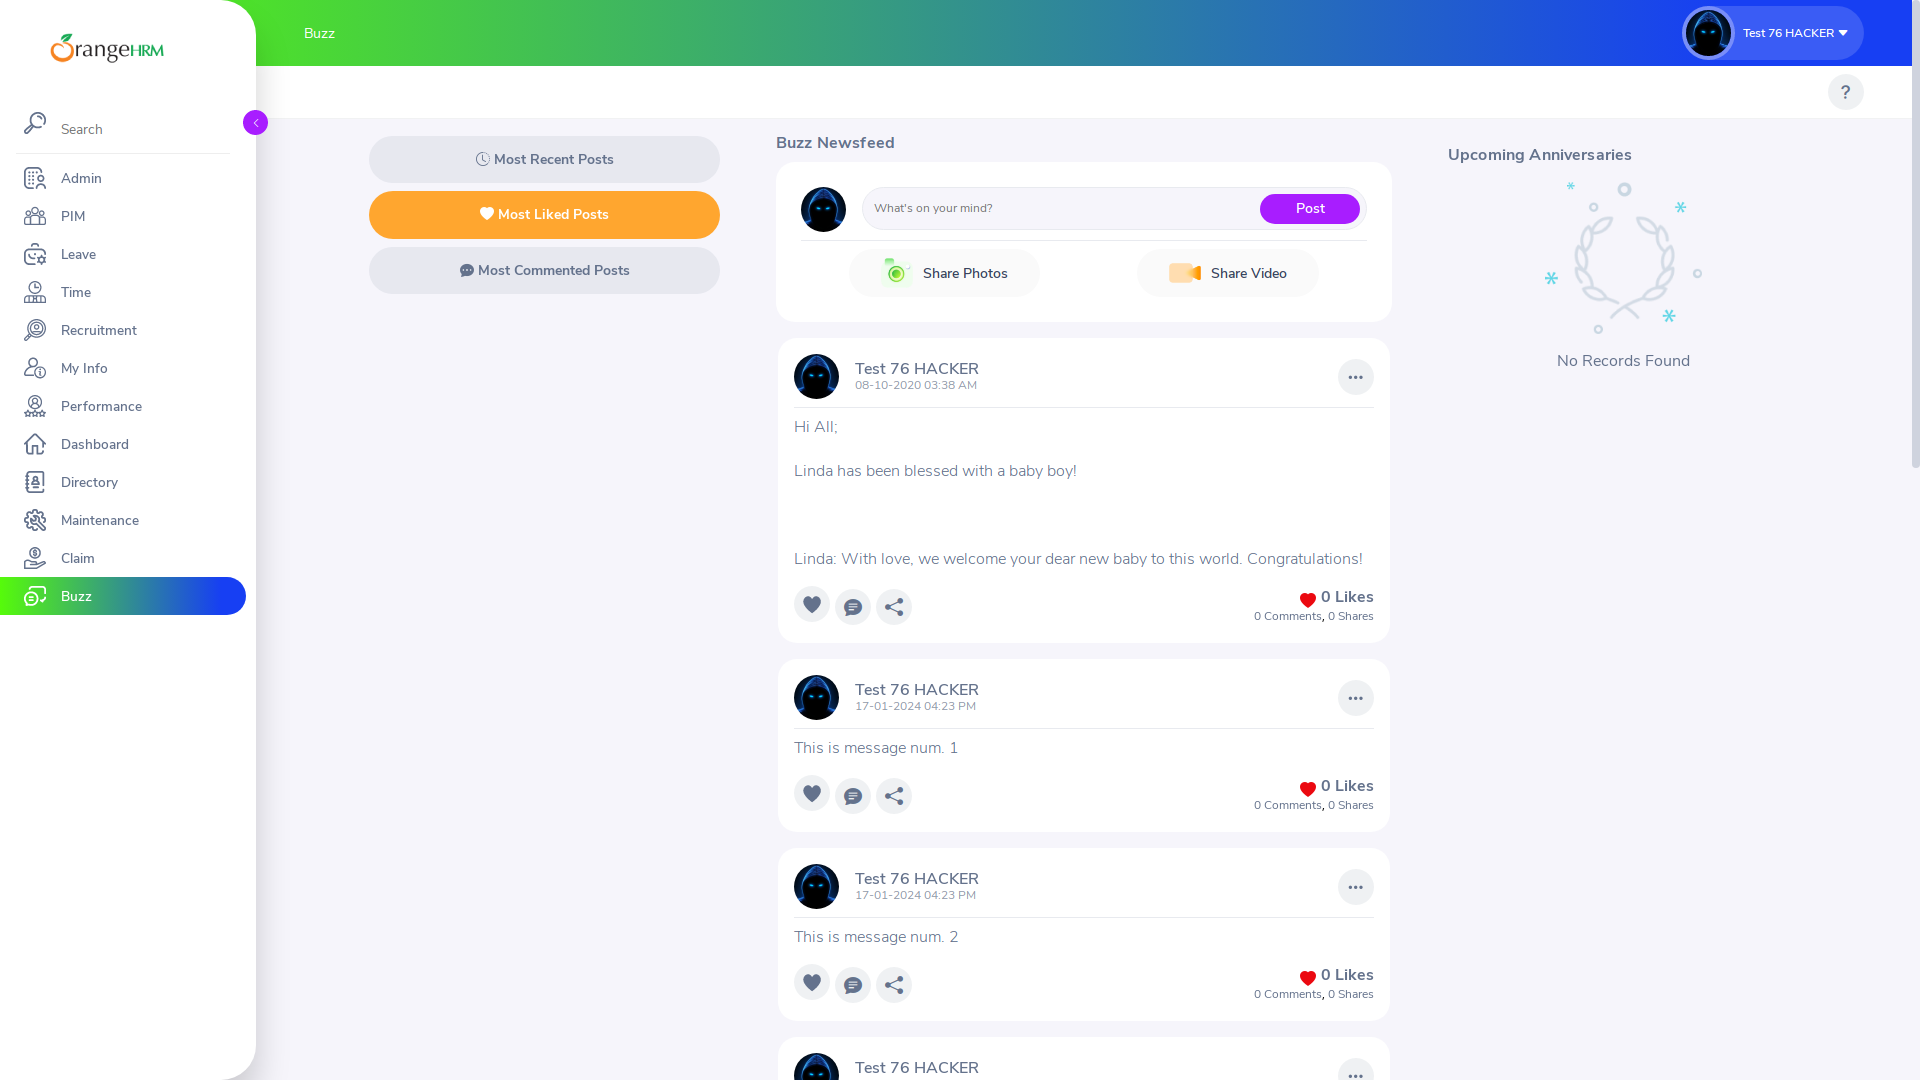 OrangeHRM
Search
Admin
PIM
Leave
Time
Recruitment
My Info
Performance
Dashboard
Directory
Maintenance
Claim
Buzz
Buzz
Test 76 HACKER
?
Most Recent Posts
Most Liked Posts
Most Commented Posts
Buzz Newsfeed
What's on your mind?
Post
Share Photos
Share Video
Test 76 HACKER
08-10-2020 03:38 AM
Hi All;
Linda has been blessed with a baby boy!
Linda: With love, we welcome your dear new baby to this world. Congratulations!
0 Likes
0 Comments, 0 Shares
Test 76 HACKER
17-01-2024 04:23 PM
This is message num. 1
0 Likes
0 Comments, 0 Shares
Test 76 HACKER
17-01-2024 04:23 PM
This is message num. 2
0 Likes
0 Comments, 0 Shares
Test 76 HACKER
Upcoming Anniversaries
No Records Found